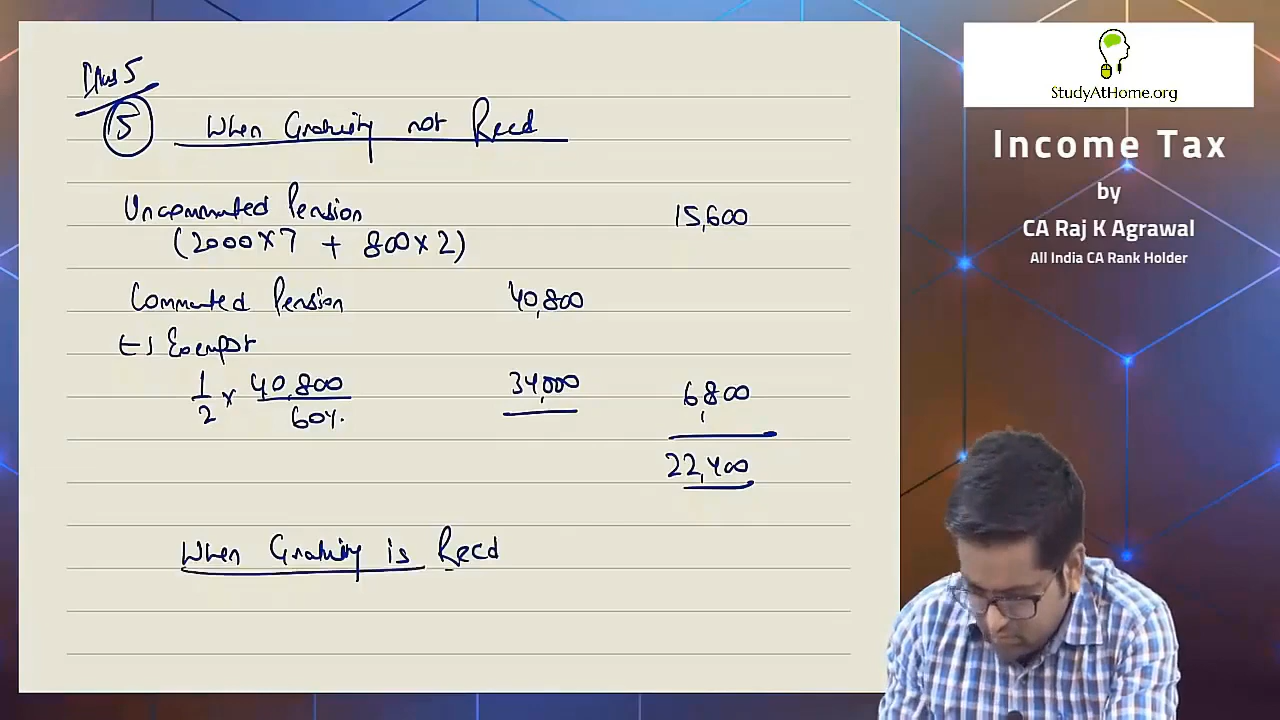 Illus 5
15 When Gratuity not Recd
Uncommuted Pension 15,600
(2000×7 + 800×2)
Commuted Pension 40,800
(-) Exempt
1/2 × 40,800/60% 34,000 6,800
22,400
When Gratuity is Recd
StudyAtHome.org
Income Tax
by
CA Raj K Agrawal
All India CA Rank Holder